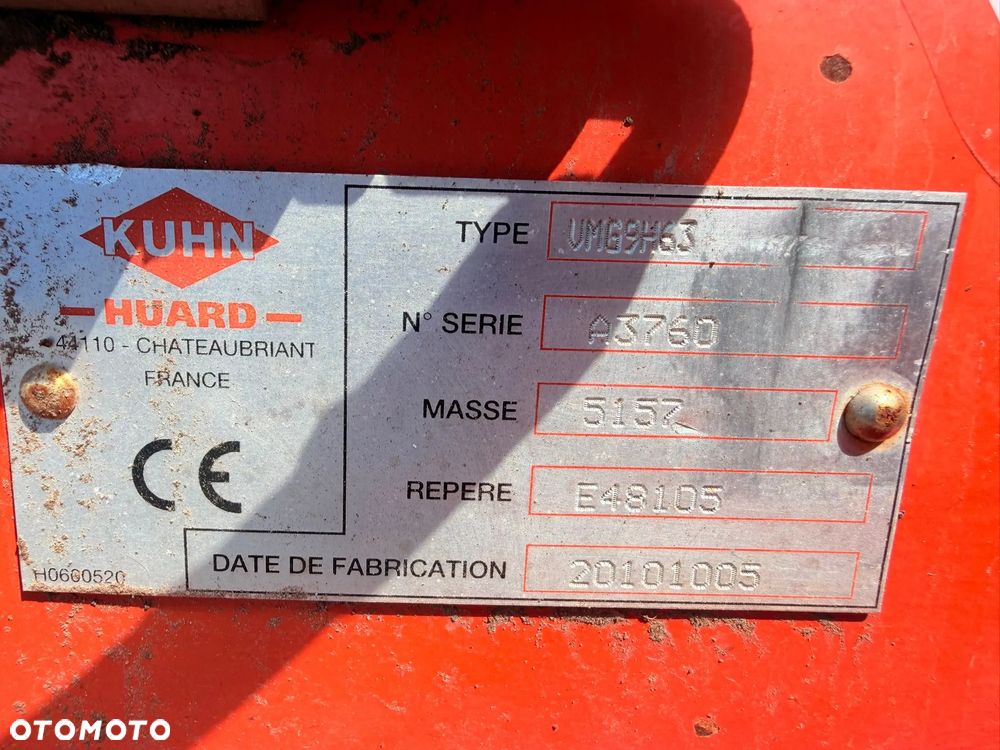 KUHN
HUARD
44110 - CHATEAUBRIANT
FRANCE
CE
H0660520
TYPE VMG9H63
N° SERIE A3760
MASSE 5157
REPERE E48105
DATE DE FABRICATION 20101005
OTOMOTO